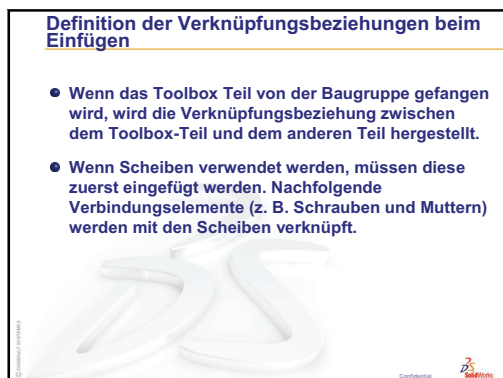 Definition der Verknüpfungsbeziehungen beim
Einfügen
Wenn das Toolbox Teil von der Baugruppe gefangen
wird, wird die Verknüpfungsbeziehung zwischen
dem Toolbox-Teil und dem anderen Teil hergestellt.
Wenn Scheiben verwendet werden, müssen diese
zuerst eingefügt werden. Nachfolgende
Verbindungselemente (z. B. Schrauben und Muttern)
werden mit den Scheiben verknüpft.
© DASSAULT SYSTEMES
Confidential
SolidWorks